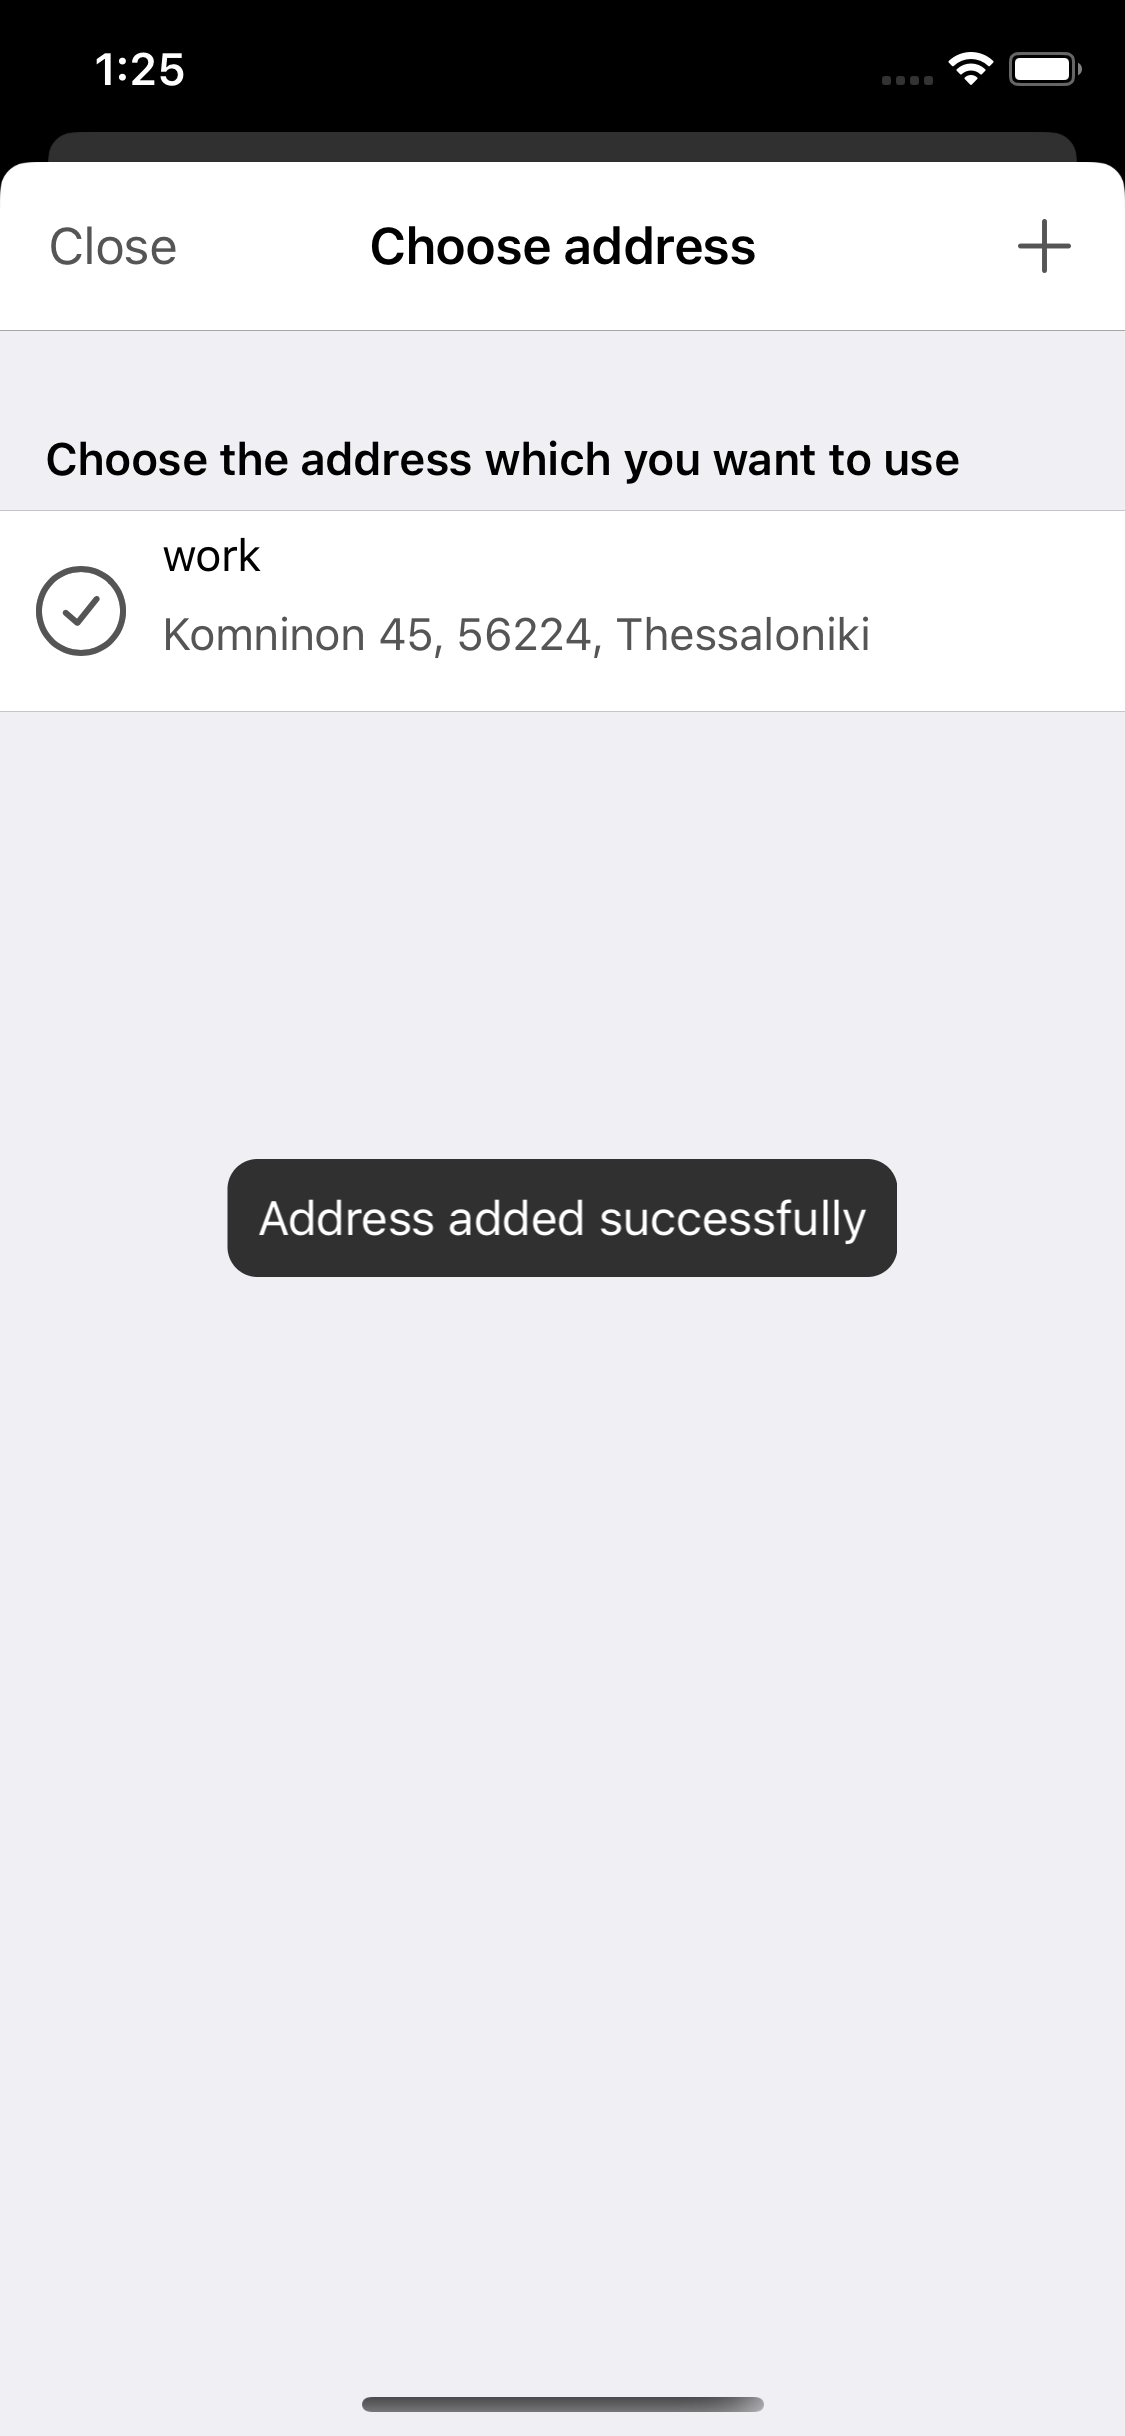 1:25
Close
Choose address
Choose the address which you want to use
work
Komninon 45, 56224, Thessaloniki
Address added successfully